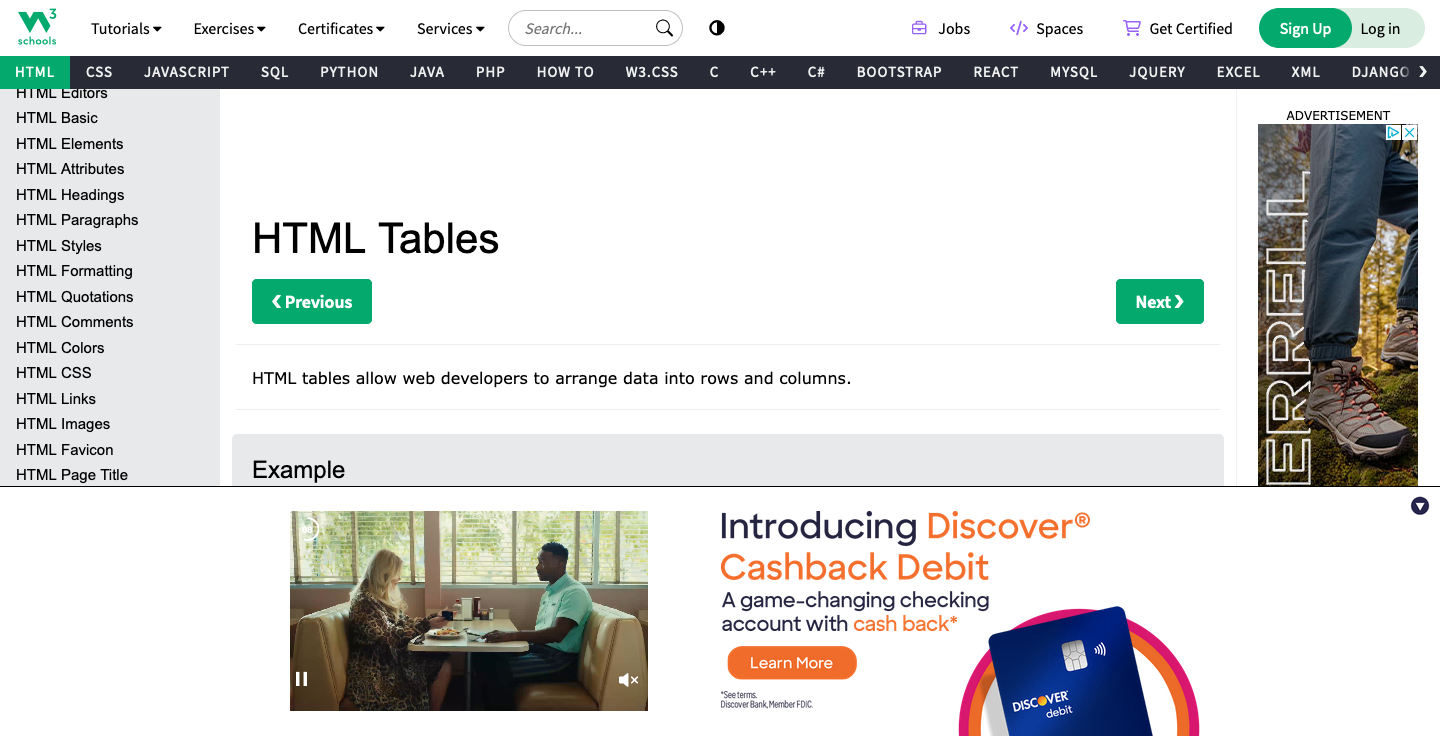 3
schools
Tutorials
Exercises
Certificates
Services
Search...
Jobs
Spaces
Get Certified
Sign Up
Log in
HTML
CSS
JAVASCRIPT
SQL
PYTHON
JAVA
PHP
HOW TO
W3.CSS
C
C++
C#
BOOTSTRAP
REACT
MYSQL
JQUERY
EXCEL
XML
DJANGO
HTML Editors
HTML Basic
HTML Elements
HTML Attributes
HTML Headings
HTML Paragraphs
HTML Styles
HTML Formatting
HTML Quotations
HTML Comments
HTML Colors
HTML CSS
HTML Links
HTML Images
HTML Favicon
HTML Page Title
HTML Tables
❮ Previous
Next ❯
HTML tables allow web developers to arrange data into rows and columns.
Example
ADVERTISEMENT
ERRELL
Introducing Discover®
Cashback Debit
A game-changing checking
account with cash back*
Learn More
*See terms.
Discover Bank, Member FDIC.
DISCOVER
debit